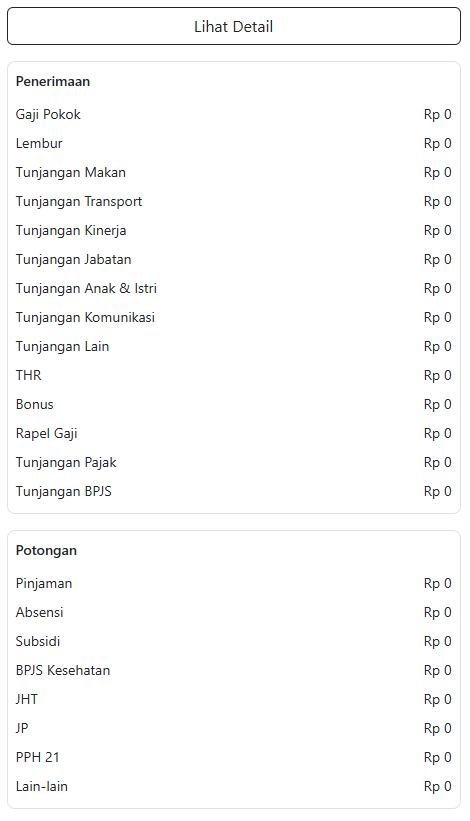 Lihat Detail
Penerimaan
Gaji Pokok Rp 0
Lembur Rp 0
Tunjangan Makan Rp 0
Tunjangan Transport Rp 0
Tunjangan Kinerja Rp 0
Tunjangan Jabatan Rp 0
Tunjangan Anak & Istri Rp 0
Tunjangan Komunikasi Rp 0
Tunjangan Lain Rp 0
THR Rp 0
Bonus Rp 0
Rapel Gaji Rp 0
Tunjangan Pajak Rp 0
Tunjangan BPJS Rp 0
Potongan
Pinjaman Rp 0
Absensi Rp 0
Subsidi Rp 0
BPJS Kesehatan Rp 0
JHT Rp 0
JP Rp 0
PPH 21 Rp 0
Lain-lain Rp 0